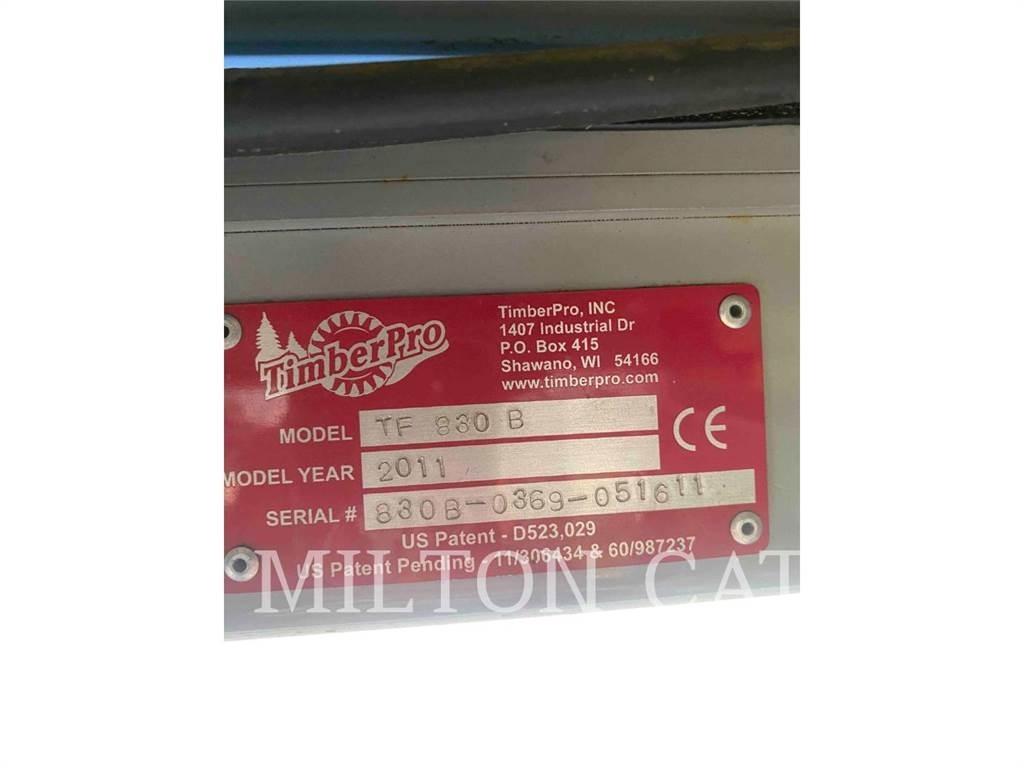 TimberPro
TimberPro, INC
1407 Industrial Dr
P.O. Box 415
Shawano, WI 54166
www.timberpro.com
MODEL TF 830 B
MODEL YEAR 2011
SERIAL # 830B-0369-051611
CE
US Patent - D523,029
US Patent Pending - 11/306434 & 60/987237
MILTON CAT